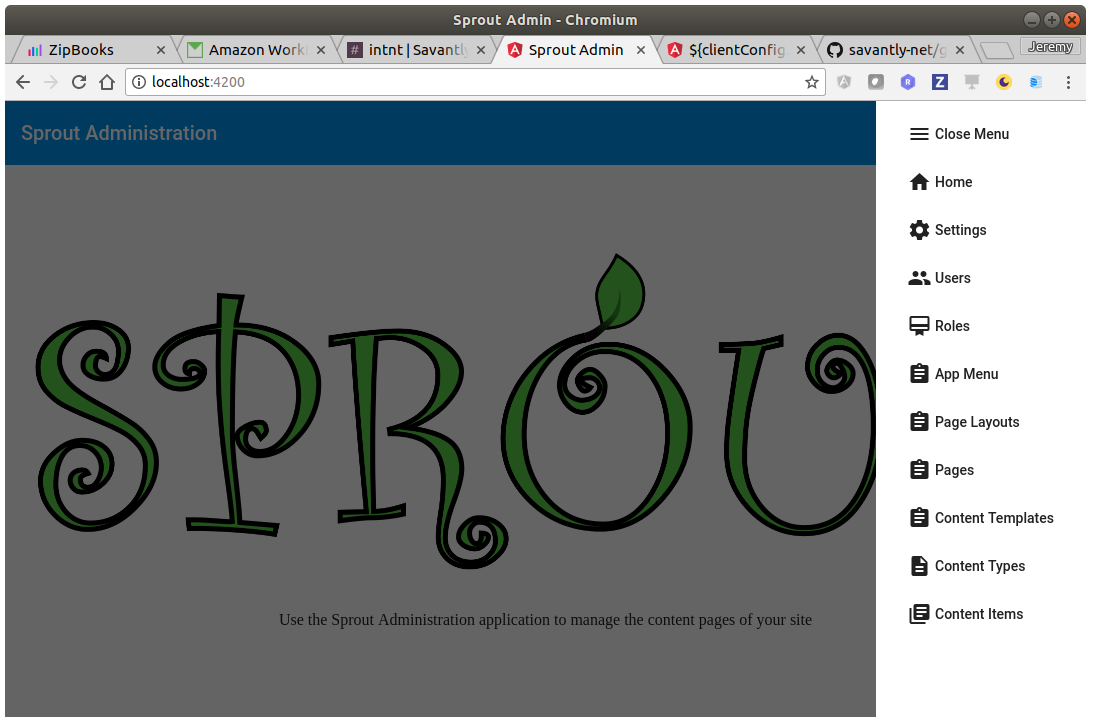 Sprout Admin - Chromium
ZipBooks
Amazon Work
intnt | Savantly
Sprout Admin
${clientConfig
savantly-net/g
Jeremy
localhost:4200
Sprout Administration
Close Menu
Home
Settings
Users
Roles
App Menu
Page Layouts
Pages
Content Templates
Content Types
Content Items
SPROU
Use the Sprout Administration application to manage the content pages of your site